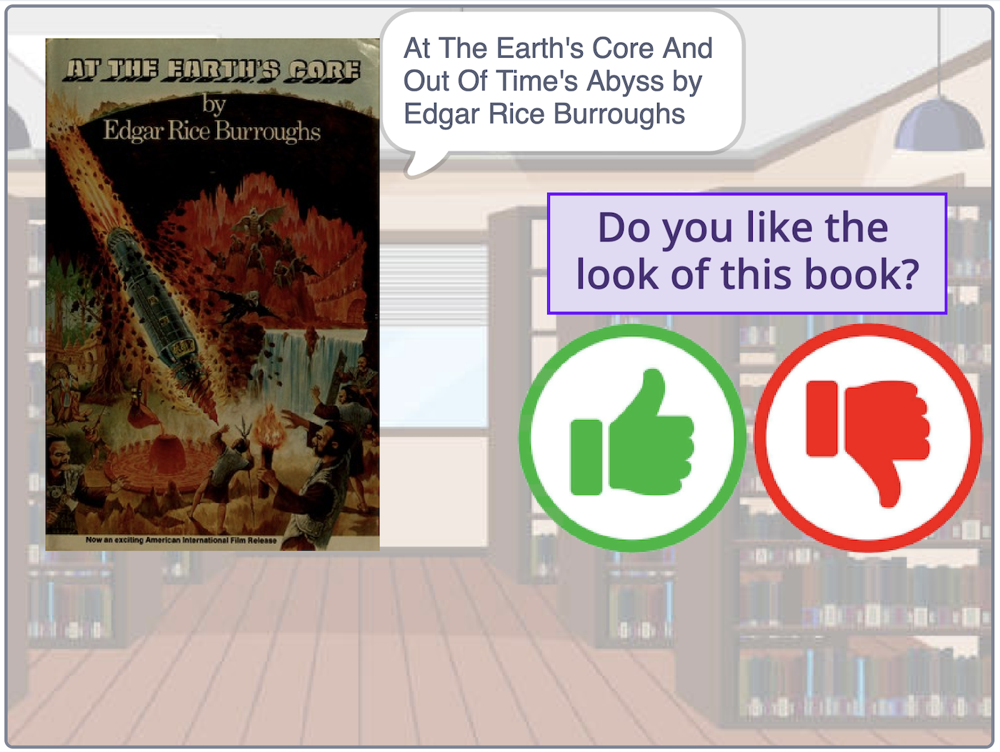 AT THE EARTH'S CORE
by
Edgar Rice Burroughs
Now an exciting American International Film Release
At The Earth's Core And
Out Of Time's Abyss by
Edgar Rice Burroughs
Do you like the
look of this book?